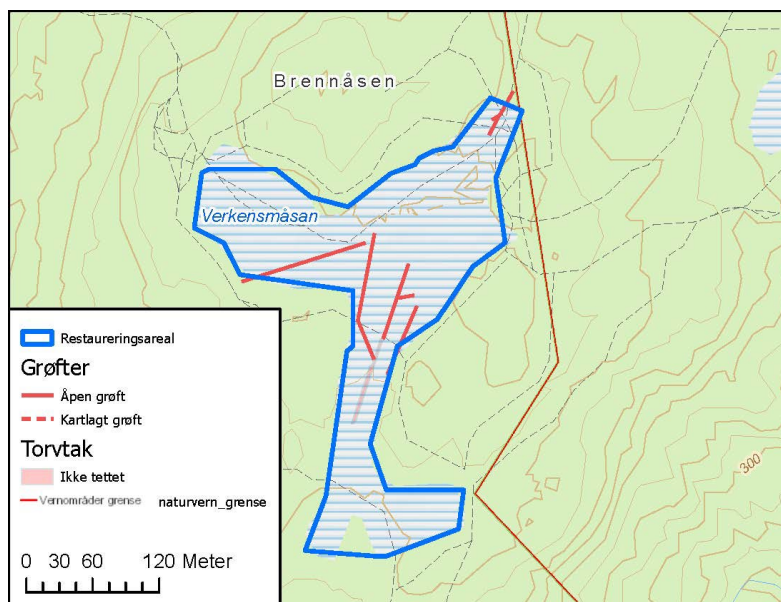 Brennåsen
Verkensmåsan
Restaureringsareal
Grøfter
Åpen grøft
Kartlagt grøft
Torvtak
Ikke tettet
Vernområder grense naturvern_grense
0 30 60 120 Meter
300